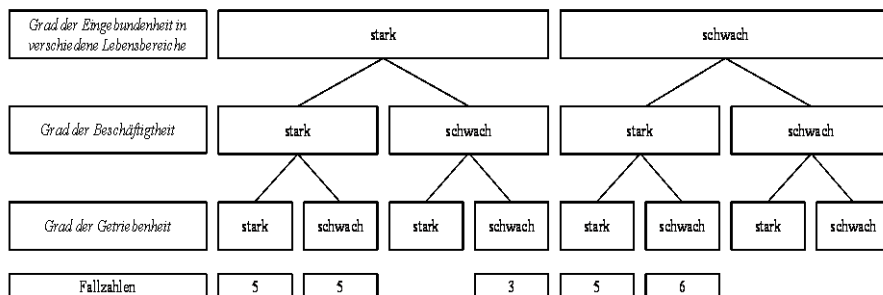 Grad der Eingebundenheit in
verschiedene Lebensbereiche
stark
schwach
Grad der Beschäftigtheit
stark
schwach
stark
schwach
Grad der Getriebenheit
stark
schwach
stark
schwach
stark
schwach
stark
schwach
Fallzahlen
5
5
3
5
6